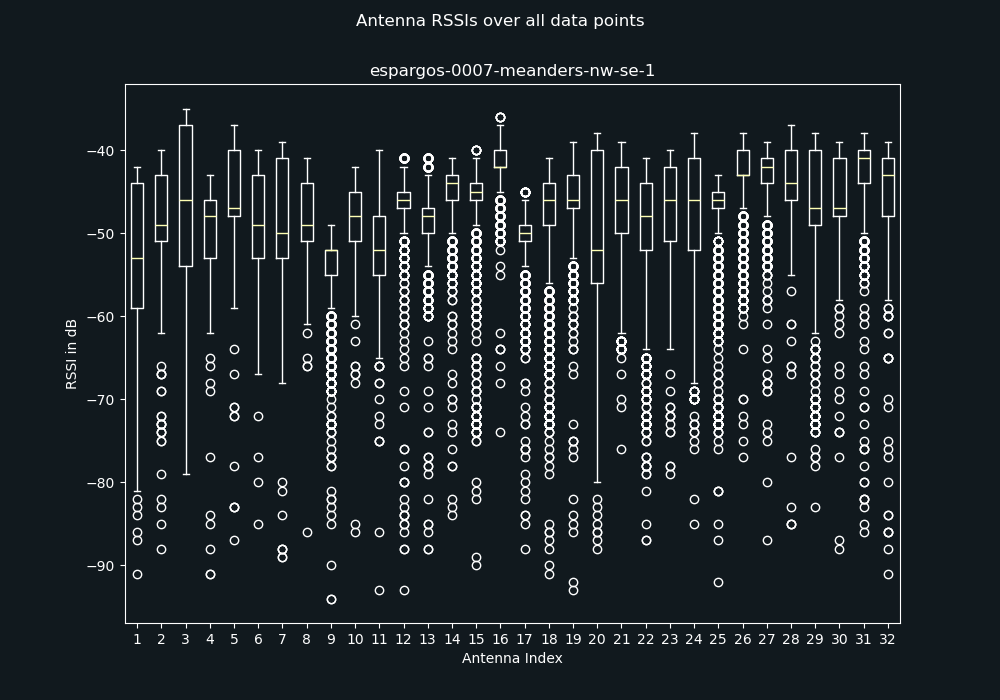 Antenna RSSIs over all data points
espargos-0007-meanders-nw-se-1
RSSI in dB
−40
−50
−60
−70
−80
−90
1 2 3 4 5 6 7 8 9 10 11 12 13 14 15 16 17 18 19 20 21 22 23 24 25 26 27 28 29 30 31 32
Antenna Index